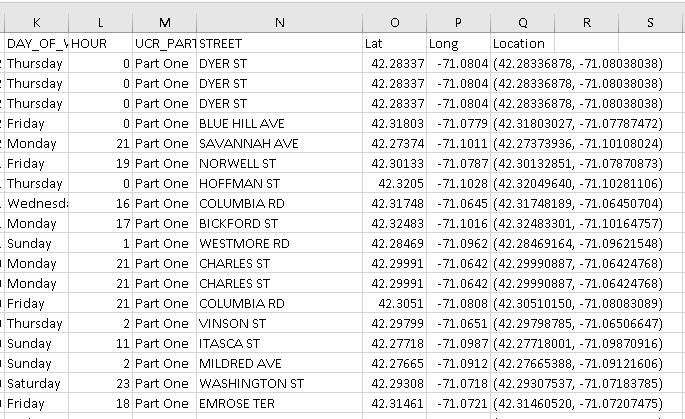 K L M N O P Q R S
DAY_OF_W HOUR UCR_PART STREET Lat Long Location
Thursday 0 Part One DYER ST 42.28337 -71.0804 (42.28336878, -71.08038038)
Thursday 0 Part One DYER ST 42.28337 -71.0804 (42.28336878, -71.08038038)
Thursday 0 Part One DYER ST 42.28337 -71.0804 (42.28336878, -71.08038038)
Friday 0 Part One BLUE HILL AVE 42.31803 -71.0779 (42.31803027, -71.07787472)
Monday 21 Part One SAVANNAH AVE 42.27374 -71.1011 (42.27373936, -71.10108024)
Friday 19 Part One NORWELL ST 42.30133 -71.0787 (42.30132851, -71.07870873)
Thursday 0 Part One HOFFMAN ST 42.3205 -71.1028 (42.32049640, -71.10281106)
Wednesda 16 Part One COLUMBIA RD 42.31748 -71.0645 (42.31748189, -71.06450704)
Monday 17 Part One BICKFORD ST 42.32483 -71.1016 (42.32483301, -71.10164757)
Sunday 1 Part One WESTMORE RD 42.28469 -71.0962 (42.28469164, -71.09621548)
Monday 21 Part One CHARLES ST 42.29991 -71.0642 (42.29990887, -71.06424768)
Monday 21 Part One CHARLES ST 42.29991 -71.0642 (42.29990887, -71.06424768)
Friday 21 Part One COLUMBIA RD 42.3051 -71.0808 (42.30510150, -71.08083089)
Thursday 2 Part One VINSON ST 42.29799 -71.0651 (42.29798785, -71.06506647)
Sunday 11 Part One ITASCA ST 42.27718 -71.0987 (42.27718001, -71.09870916)
Sunday 2 Part One MILDRED AVE 42.27665 -71.0912 (42.27665388, -71.09121606)
Saturday 23 Part One WASHINGTON ST 42.29308 -71.0718 (42.29307537, -71.07183785)
Friday 18 Part One EMROSE TER 42.31461 -71.0721 (42.31460520, -71.07207475)